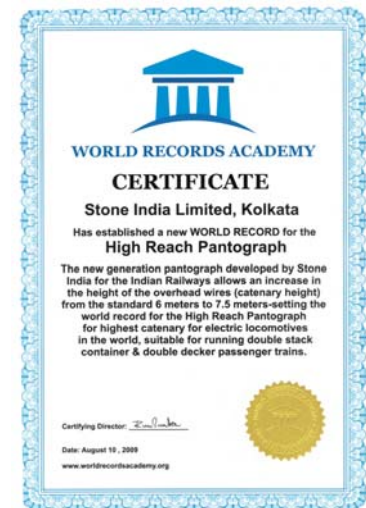 WORLD RECORDS ACADEMY
CERTIFICATE
Stone India Limited, Kolkata
Has established a new WORLD RECORD for the
High Reach Pantograph
The new generation pantograph developed by Stone
India for the Indian Railways allows an increase in
the height of the overhead wires (catenary height)
from the standard 6 meters to 7.5 meters-setting the
world record for the High Reach Pantograph
for highest catenary for electric locomotives
in the world, suitable for running double stack
container & double decker passenger trains.
Certifying Director:
Date: August 10 , 2009
www.worldrecordsacademy.org